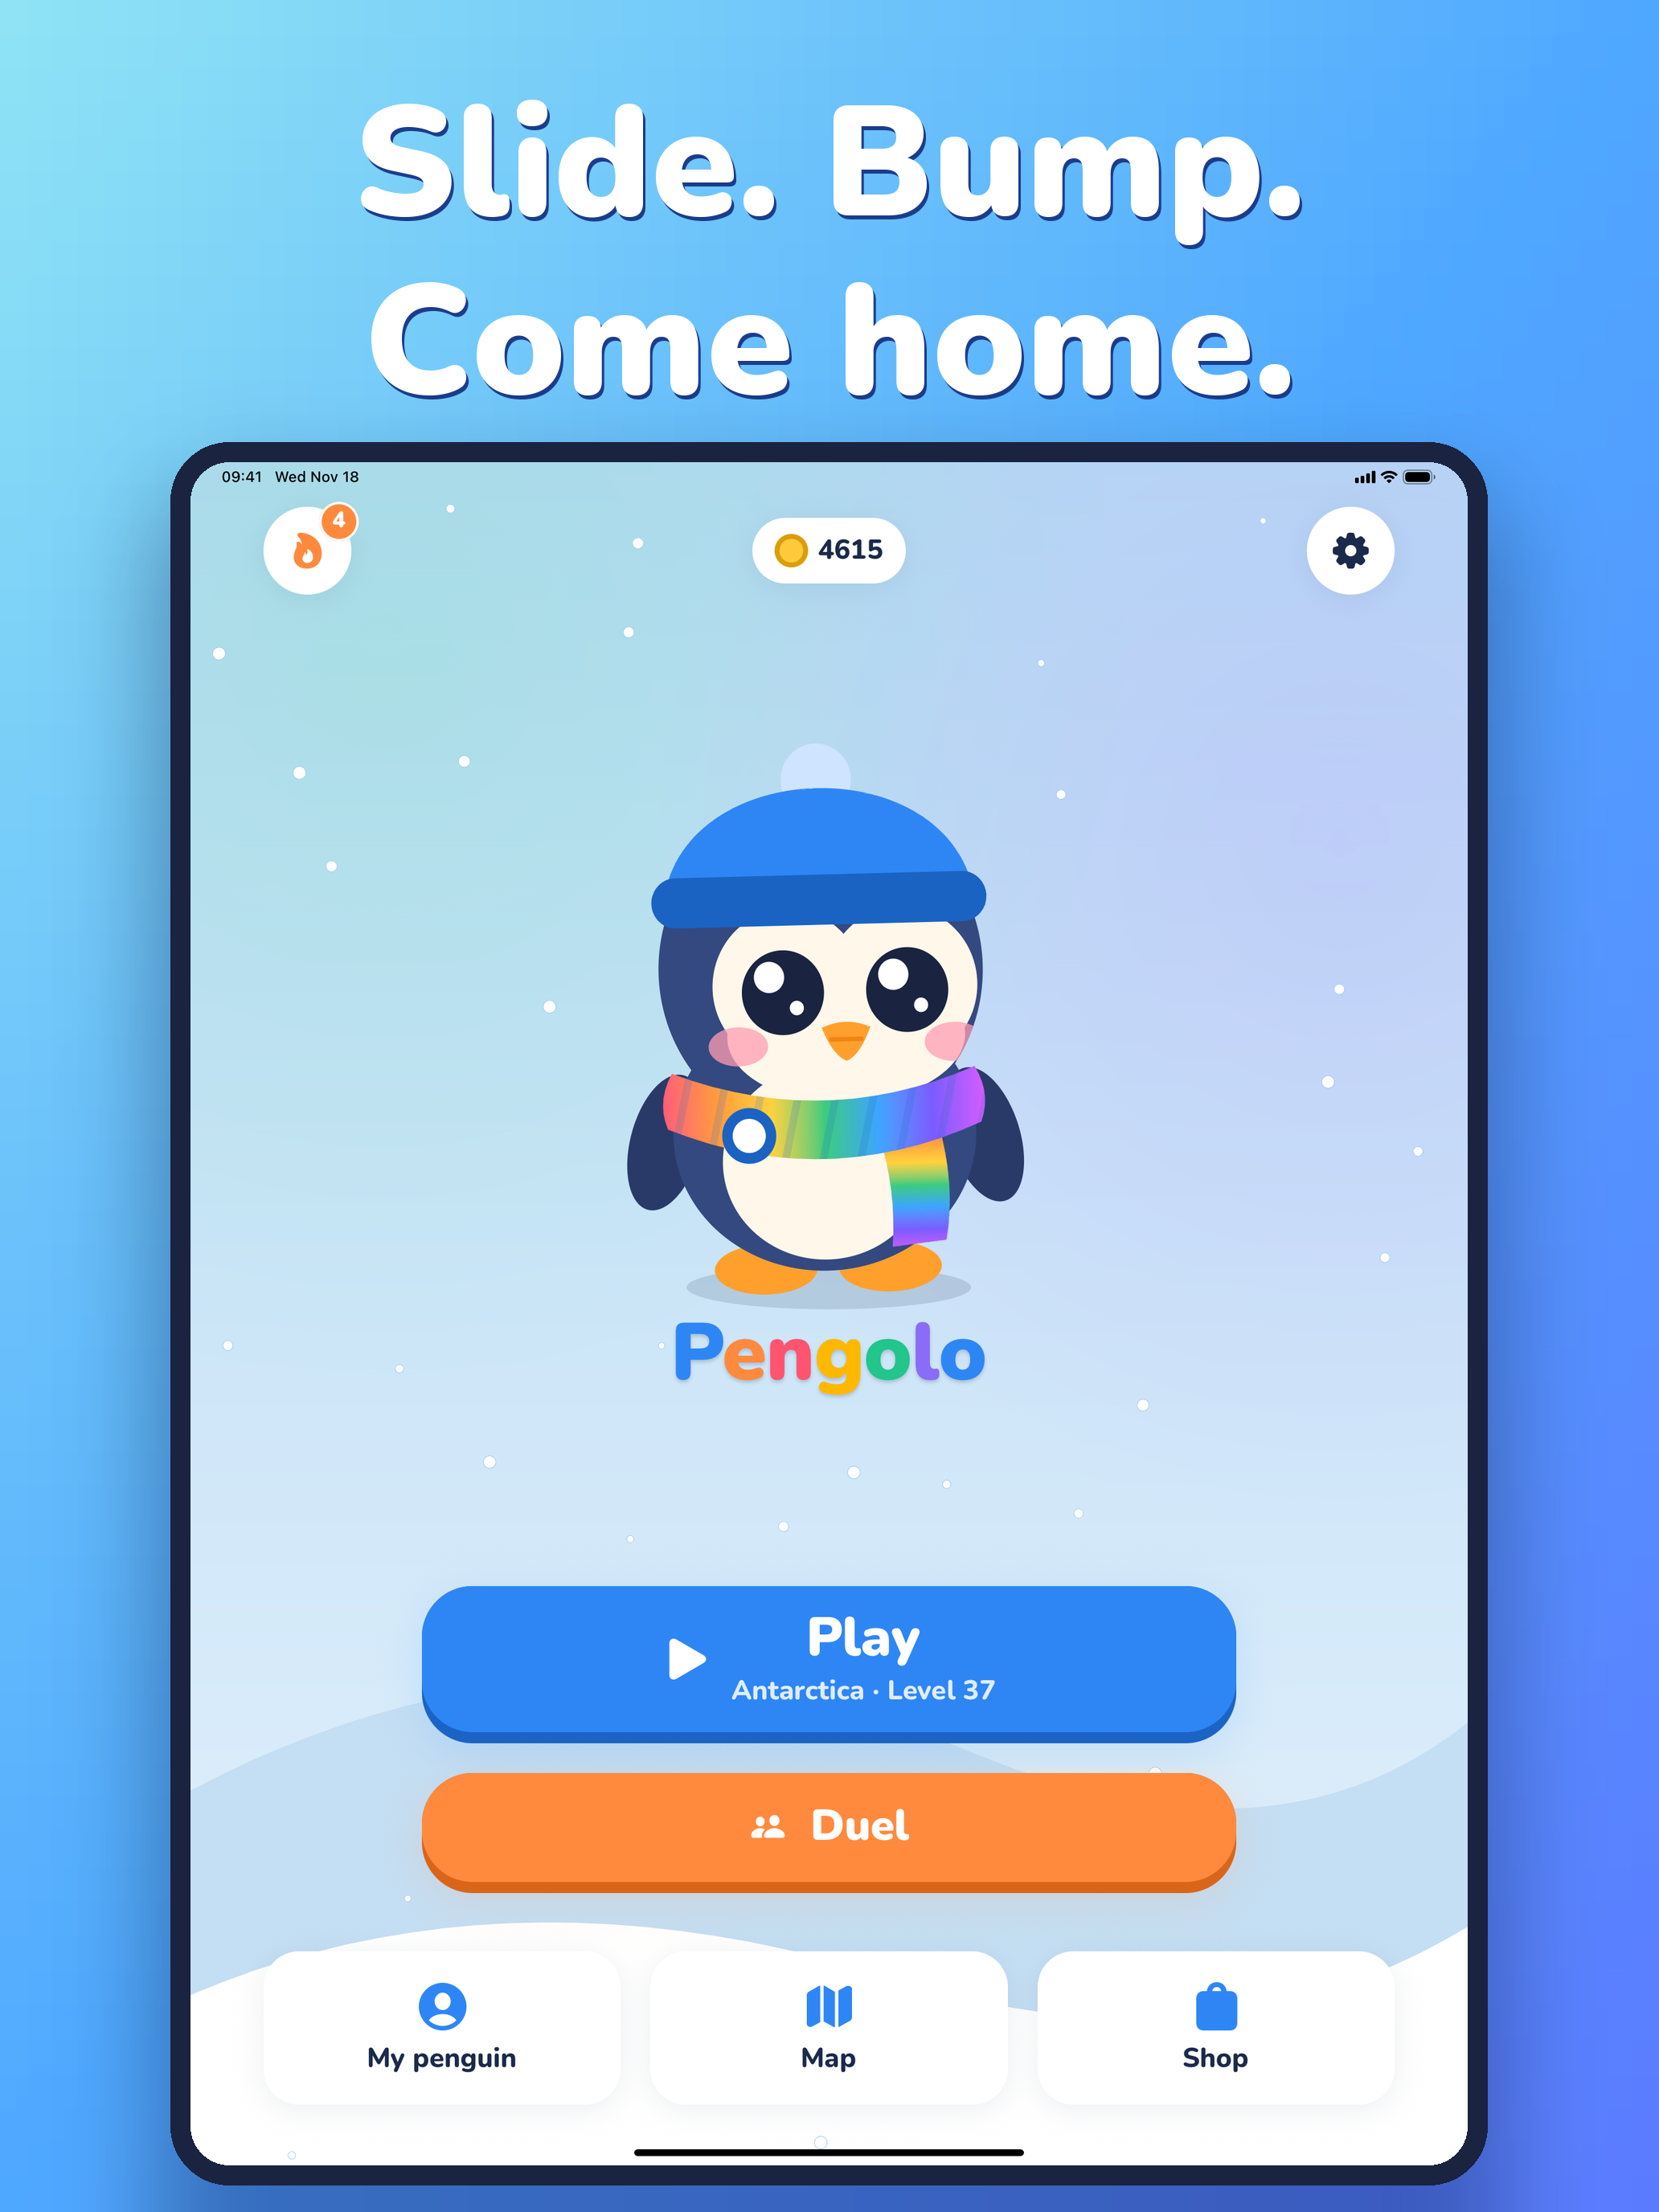 Slide. Bump.
Come home.
09:41 Wed Nov 18
4
4615
Pengolo
Play
Antarctica · Level 37
Duel
My penguin
Map
Shop